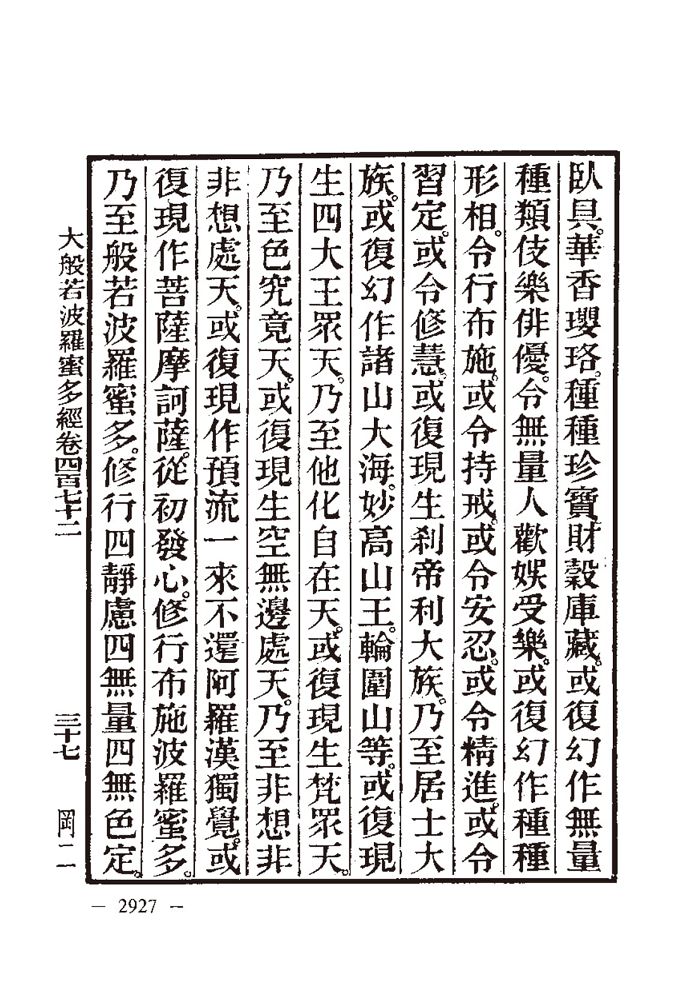 臥具。華香瓔珞。種種珍寶財穀庫藏。或復幻作無量
種類伎樂俳優。令無量人歡娛受樂。或復幻作種種
形相。令行布施。或令持戒。或令安忍。或令精進。或令
習定。或令修慧。或復現生剎帝利大族。乃至居士大
族。或復幻作諸山大海。妙高山王。輪圍山等。或復現
生四大王眾天。乃至他化自在天。或復現生梵眾天。
乃至色究竟天。或復現生空無邊處天。乃至非想非
非想處天。或復現作預流一來不還阿羅漢獨覺。或
復現作菩薩摩訶薩。從初發心。修行布施波羅蜜多。
乃至般若波羅蜜多。修行四靜慮四無量四無色定。
大般若波羅蜜多經卷四百七十二 三十七 岡二
— 2927 —